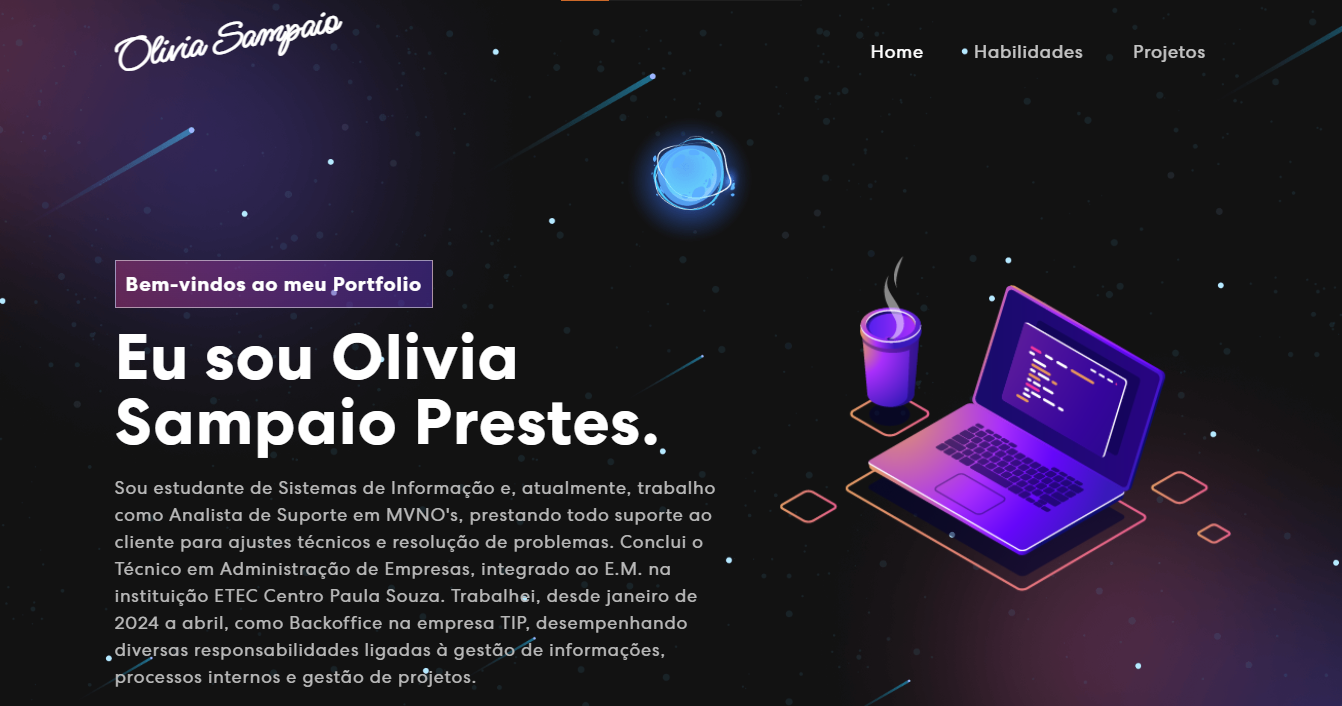 Olivia Sampaio
Home
Habilidades
Projetos
Bem-vindos ao meu Portfolio
Eu sou Olivia
Sampaio Prestes.
Sou estudante de Sistemas de Informação e, atualmente, trabalho
como Analista de Suporte em MVNO's, prestando todo suporte ao
cliente para ajustes técnicos e resolução de problemas. Conclui o
Técnico em Administração de Empresas, integrado ao E.M. na
instituição ETEC Centro Paula Souza. Trabalhei, desde janeiro de
2024 a abril, como Backoffice na empresa TIP, desempenhando
diversas responsabilidades ligadas à gestão de informações,
processos internos e gestão de projetos.